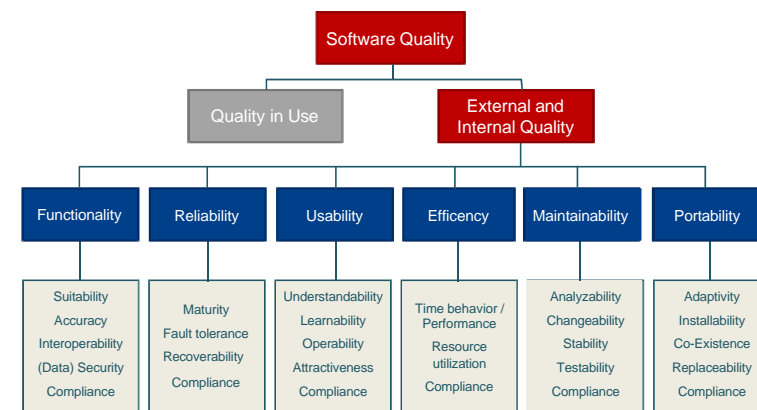 Software Quality
Quality in Use
External and
Internal Quality
Functionality
Reliability
Usability
Efficency
Maintainability
Portability
Suitability
Accuracy
Interoperability
(Data) Security
Compliance
Maturity
Fault tolerance
Recoverability
Compliance
Understandability
Learnability
Operability
Attractiveness
Compliance
Time behavior /
Performance
Resource
utilization
Compliance
Analyzability
Changeability
Stability
Testability
Compliance
Adaptivity
Installability
Co-Existence
Replaceability
Compliance